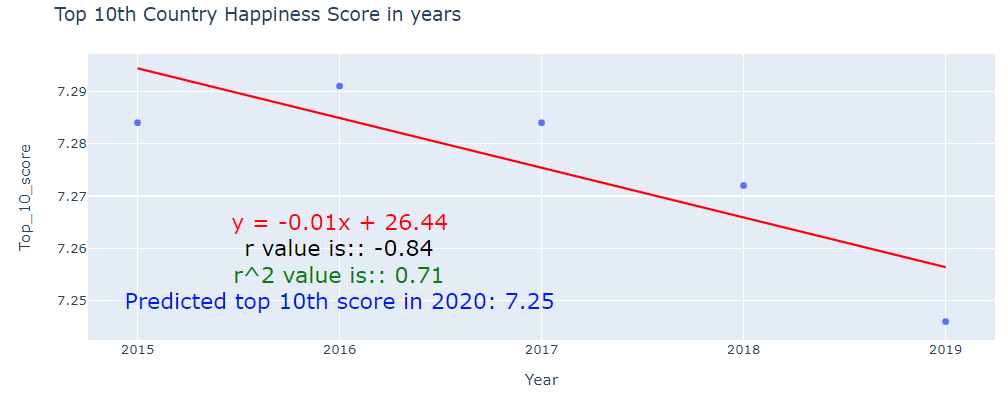 Top 10th Country Happiness Score in years
Top_10_score
7.29
7.28
7.27
7.26
7.25
y = -0.01x + 26.44
r value is:: -0.84
r^2 value is:: 0.71
Predicted top 10th score in 2020: 7.25
2015 2016 2017 2018 2019
Year